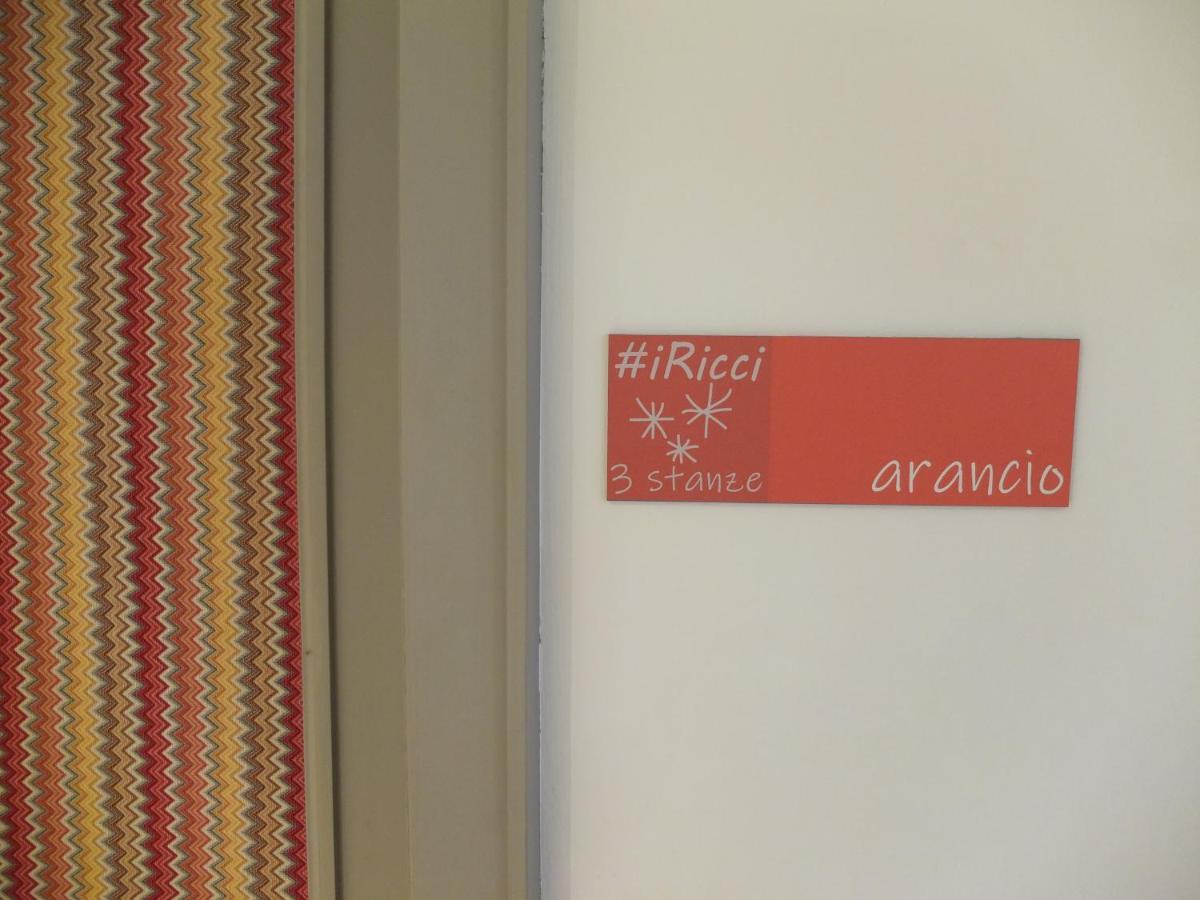 #iRicci
3 stanze
arancio